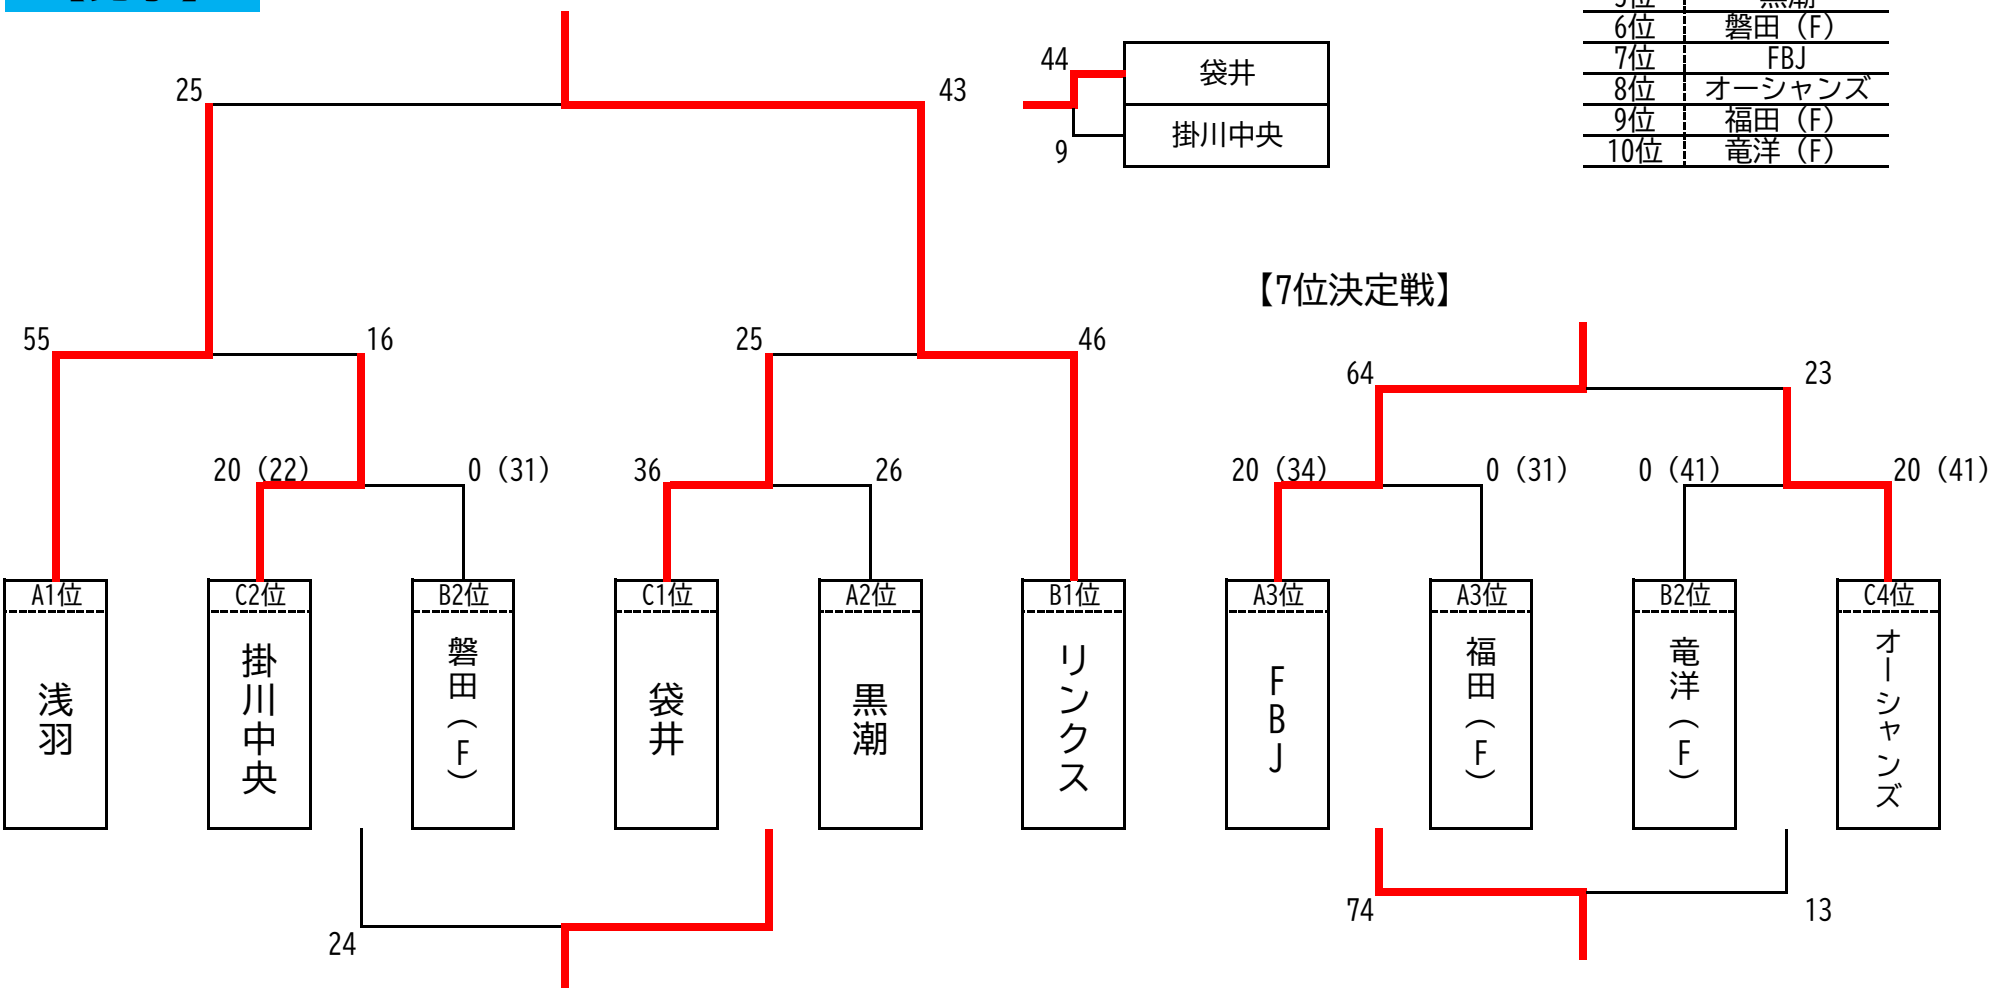 6位 磐田（F）
7位 FBJ
8位 オーシャンズ
9位 福田（F）
10位 竜洋（F）
25
43
44
袋井
9
掛川中央
【7位決定戦】
55
16
25
46
64
23
20（22）
0（31）
36
26
20（34）
0（31）
0（41）
20（41）
A1位
浅羽
C2位
掛川中央
B2位
磐田（F）
C1位
袋井
A2位
黒潮
B1位
リンクス
A3位
FBJ
A3位
福田（F）
B2位
竜洋（F）
C4位
オーシャンズ
24
74
13